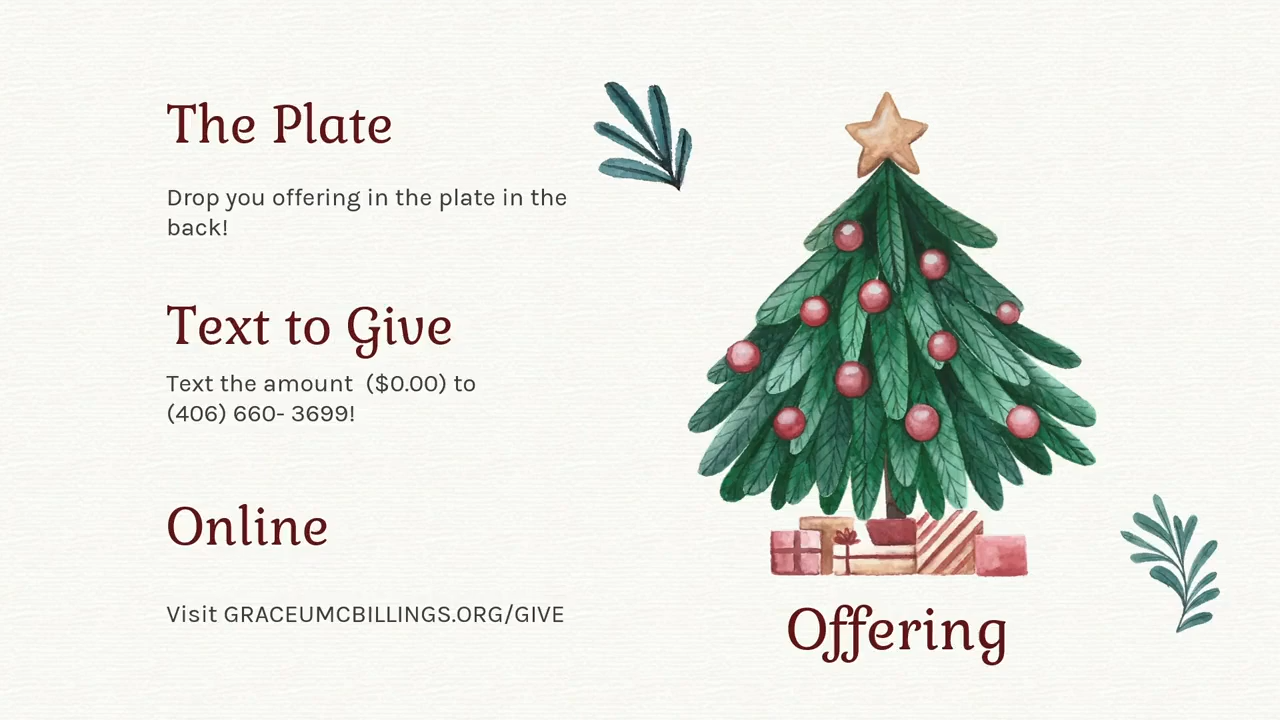 The Plate
Drop you offering in the plate in the
back!
Text to Give
Text the amount  ($0.00) to
(406) 660- 3699!
Online
Visit GRACEUMCBILLINGS.ORG/GIVE
Offering